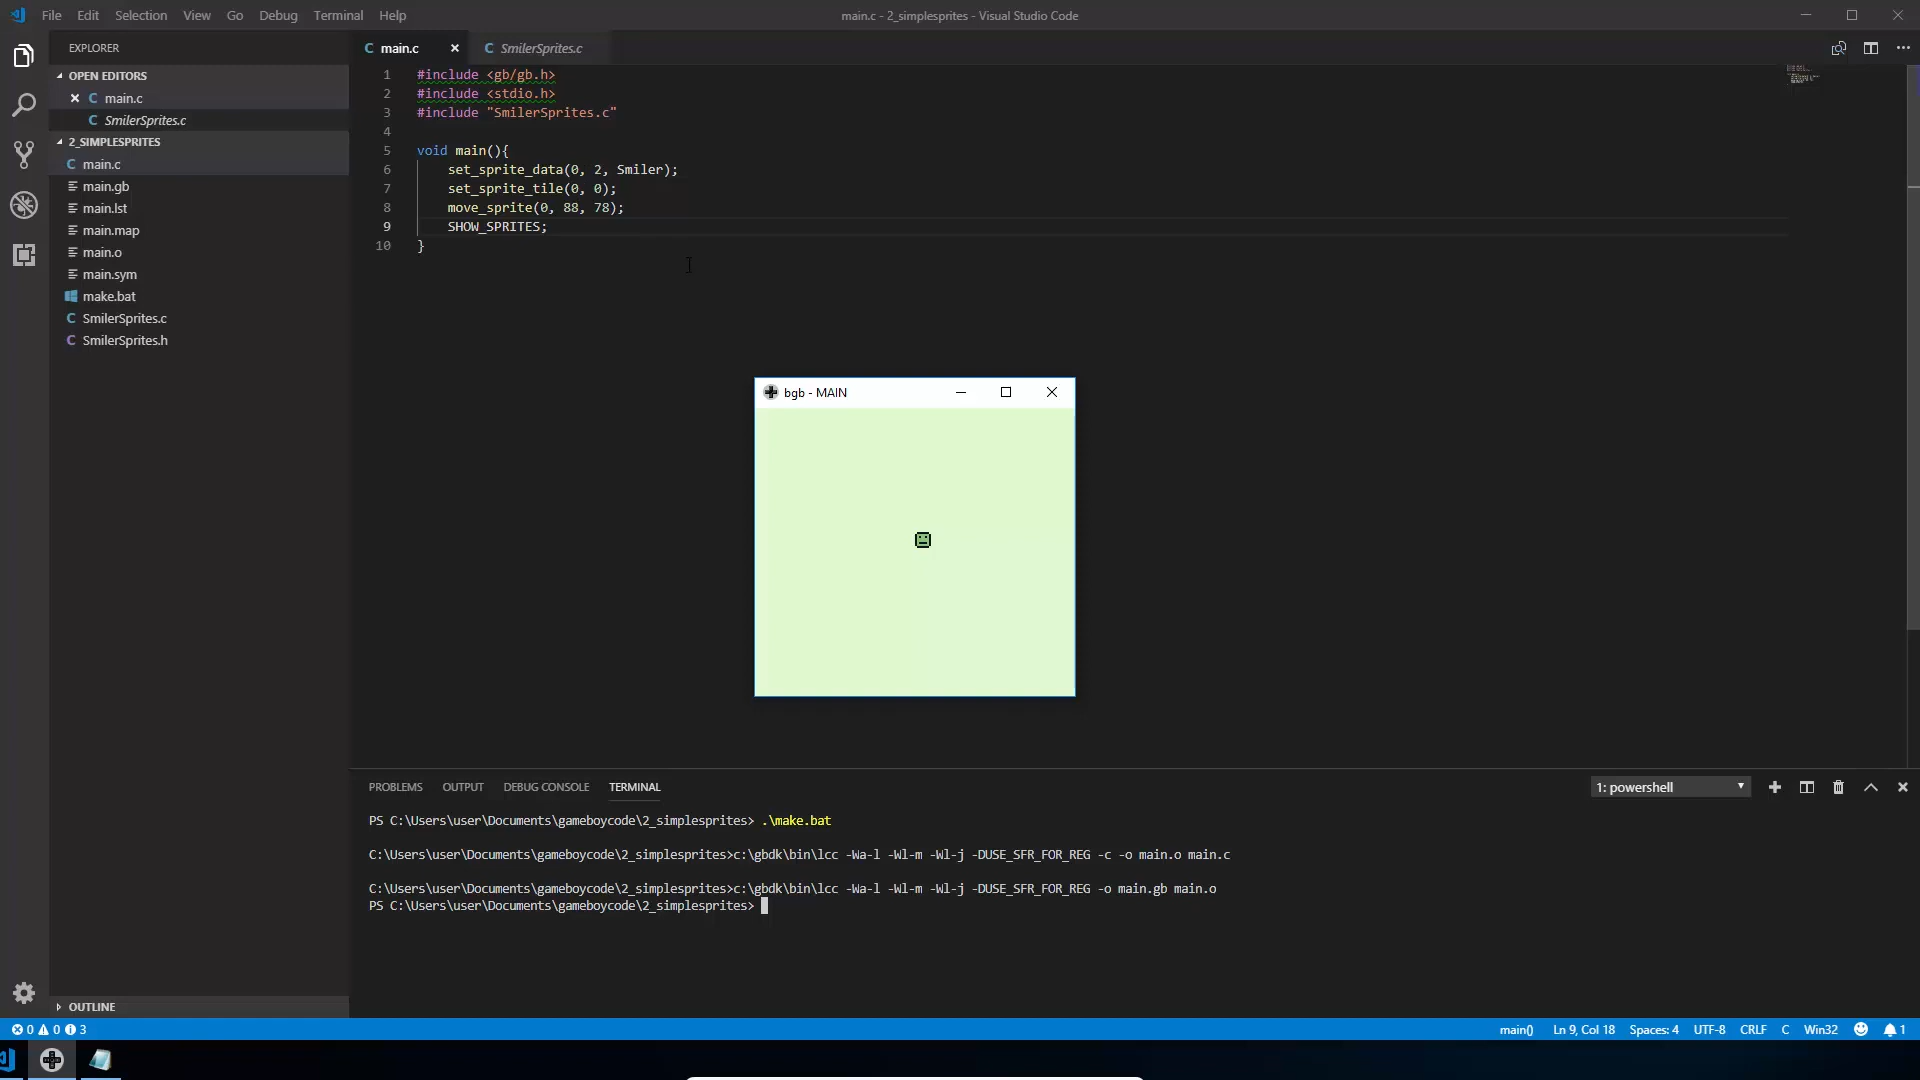 File Edit Selection View Go Debug Terminal Help
main.c - 2_simplesprites - Visual Studio Code
EXPLORER
OPEN EDITORS
main.c
SmilerSprites.c
2_SIMPLESPRITES
C main.c
main.gb
main.lst
main.map
main.o
main.sym
make.bat
C SmilerSprites.c
C SmilerSprites.h
OUTLINE
C main.c
C SmilerSprites.c
1 #include <gb/gb.h>
2 #include <stdio.h>
3 #include "SmilerSprites.c"
4
5 void main(){
6 set_sprite_data(0, 2, Smiler);
7 set_sprite_tile(0, 0);
8 move_sprite(0, 88, 78);
9 SHOW_SPRITES;
10 }
bgb - MAIN
PROBLEMS OUTPUT DEBUG CONSOLE TERMINAL
1: powershell
PS C:\Users\user\Documents\gameboycode\2_simplesprites> .\make.bat
C:\Users\user\Documents\gameboycode\2_simplesprites>c:\gbdk\bin\lcc -Wa-l -Wl-m -Wl-j -DUSE_SFR_FOR_REG -c -o main.o main.c
C:\Users\user\Documents\gameboycode\2_simplesprites>c:\gbdk\bin\lcc -Wa-l -Wl-m -Wl-j -DUSE_SFR_FOR_REG -o main.gb main.o
PS C:\Users\user\Documents\gameboycode\2_simplesprites>
0 0 3
main() Ln 9, Col 18 Spaces: 4 UTF-8 CRLF C Win32 1